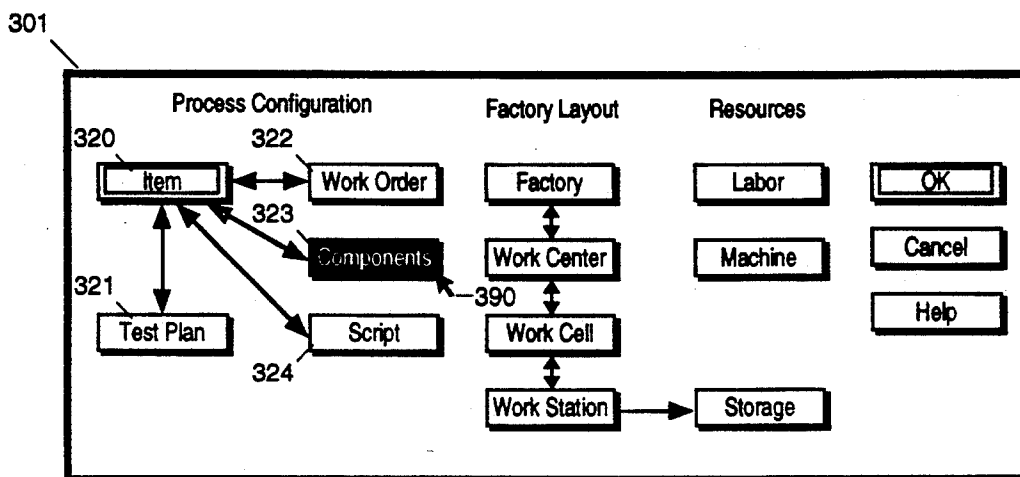 301
Process Configuration Factory Layout Resources
320 322
Item Work Order Factory Labor OK
323
Components Work Center Machine Cancel
321 390
Test Plan Script Work Cell Help
324
Work Station Storage